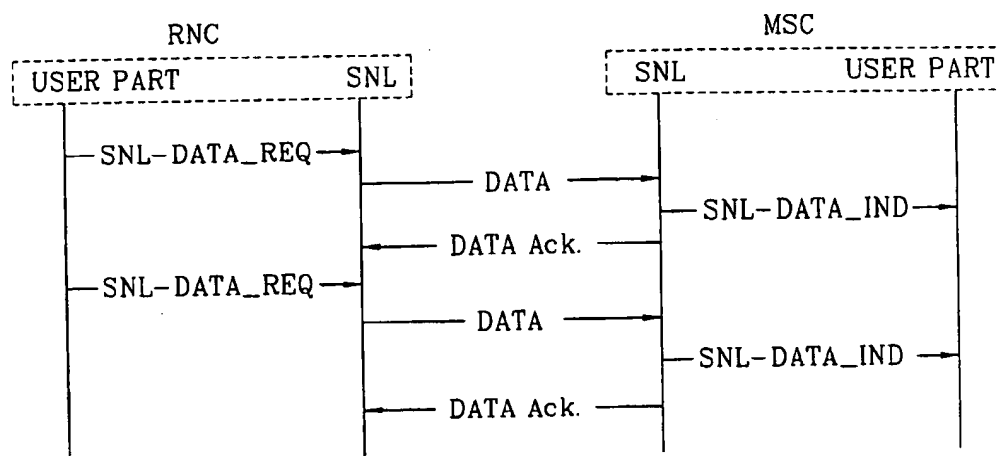 RNC
MSC
USER PART SNL
SNL USER PART
SNL-DATA_REQ
DATA
SNL-DATA_IND
DATA Ack.
SNL-DATA_REQ
DATA
SNL-DATA_IND
DATA Ack.